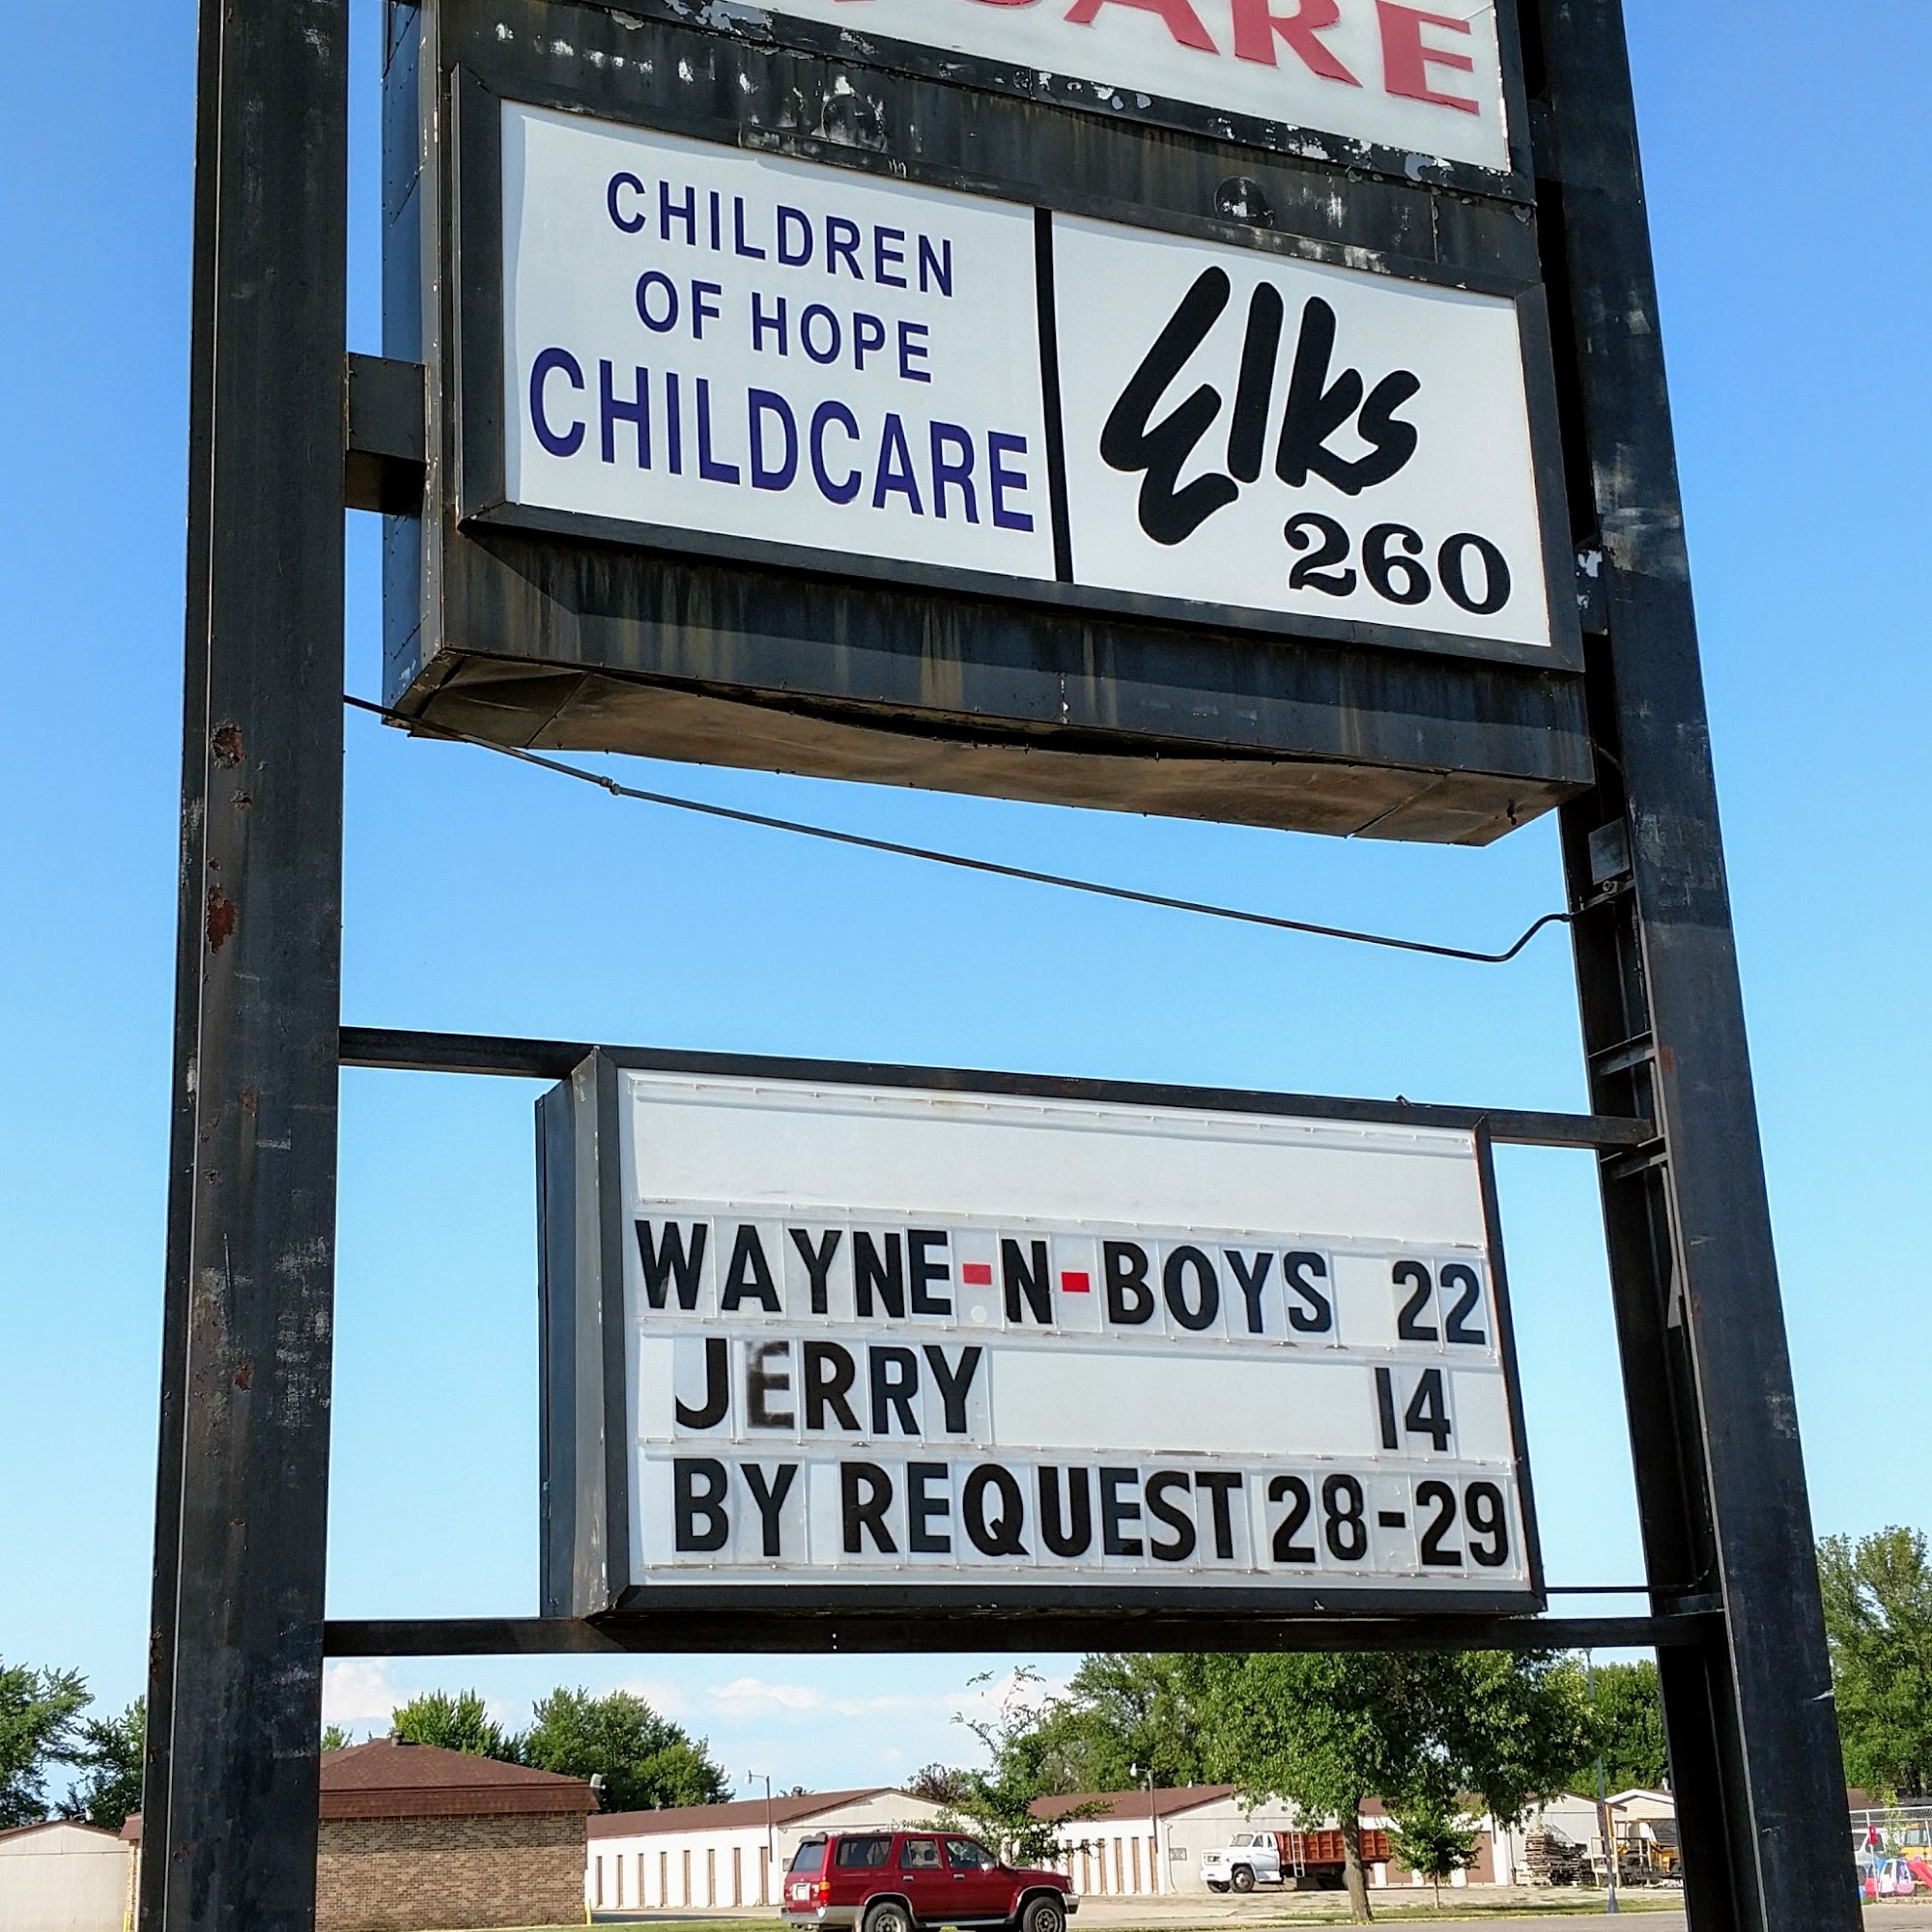 CHILDREN
OF HOPE
CHILDCARE
Elks
260
WAYNE-N-BOYS 22
JERRY 14
BY REQUEST 28-29